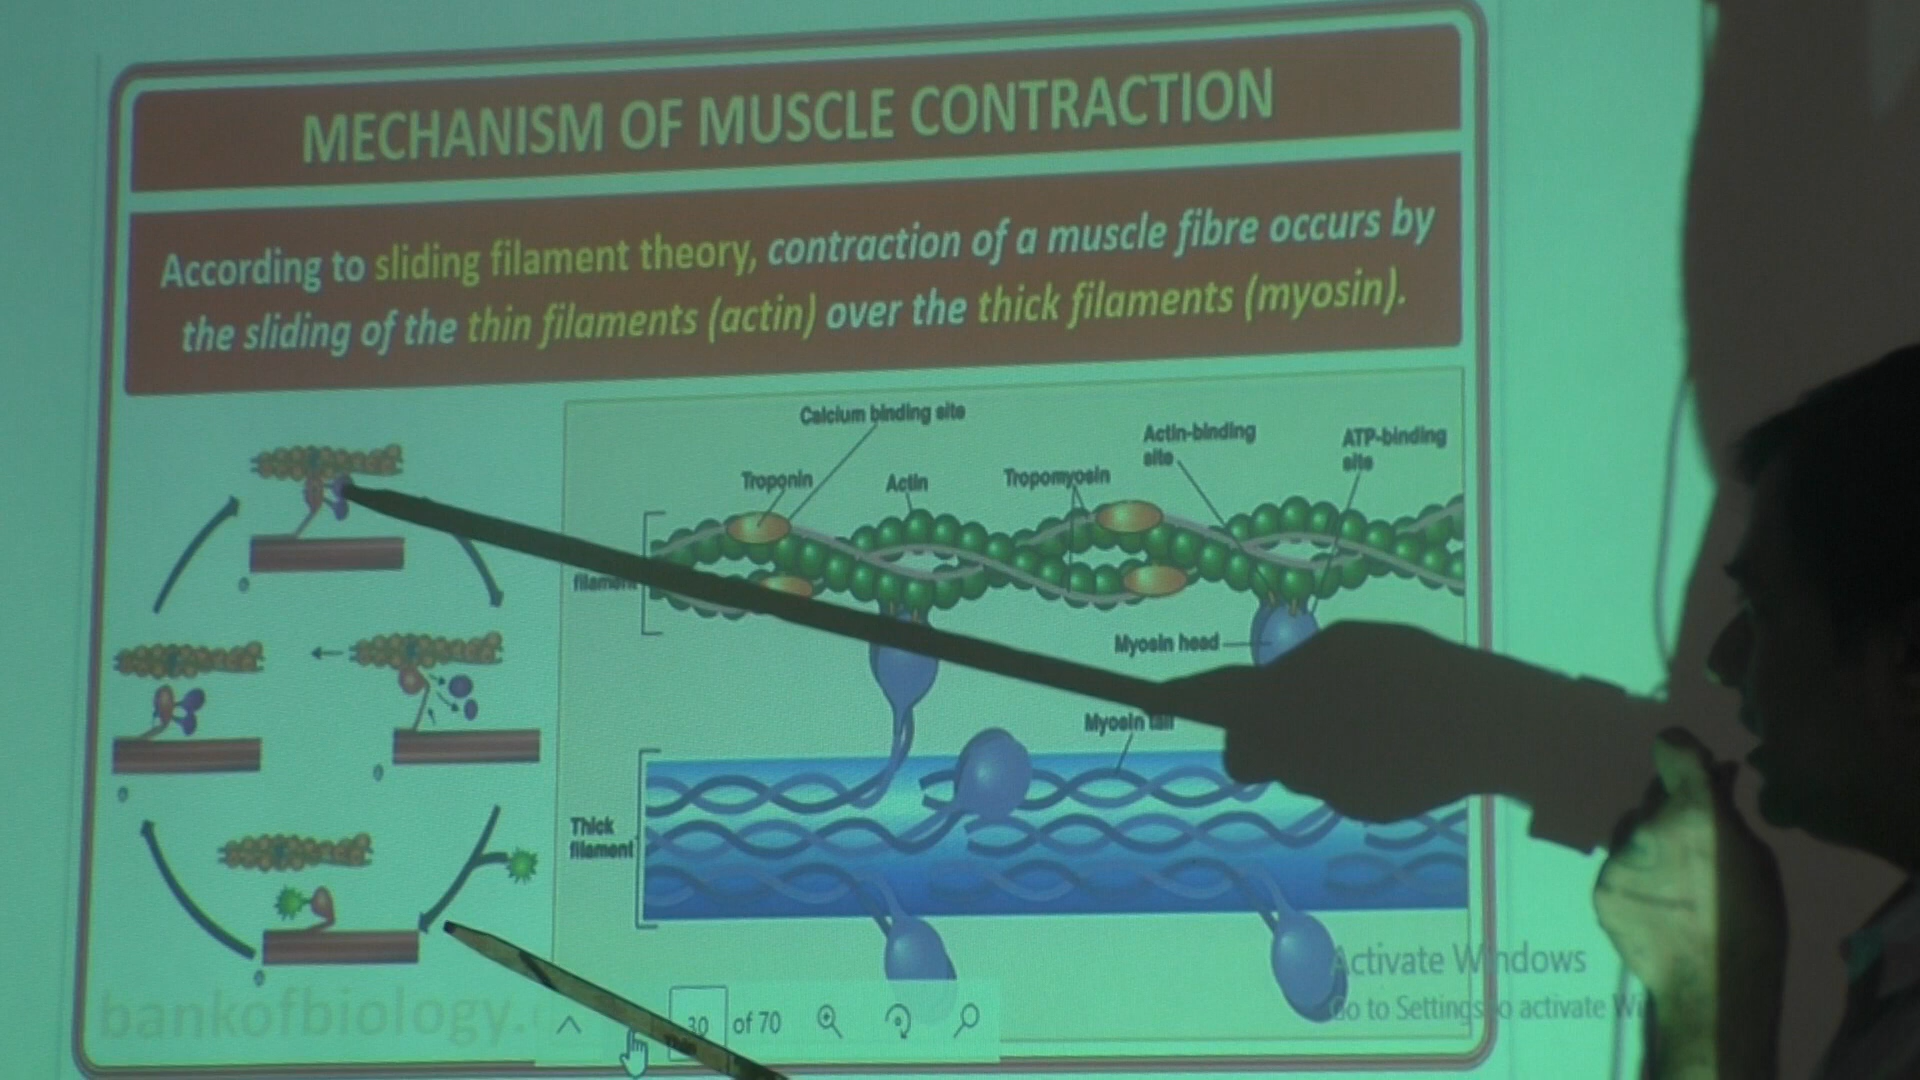 MECHANISM OF MUSCLE CONTRACTION
According to sliding filament theory, contraction of a muscle fibre occurs by
the sliding of the thin filaments (actin) over the thick filaments (myosin).
Calcium binding site
Troponin
Actin
Tropomyosin
Actin-binding
site
ATP-binding
site
filament
Myosin head
Myosin tail
Thick
filament
bankofbiology.
30 of 70
Activate Windows
Go to Settings to activate